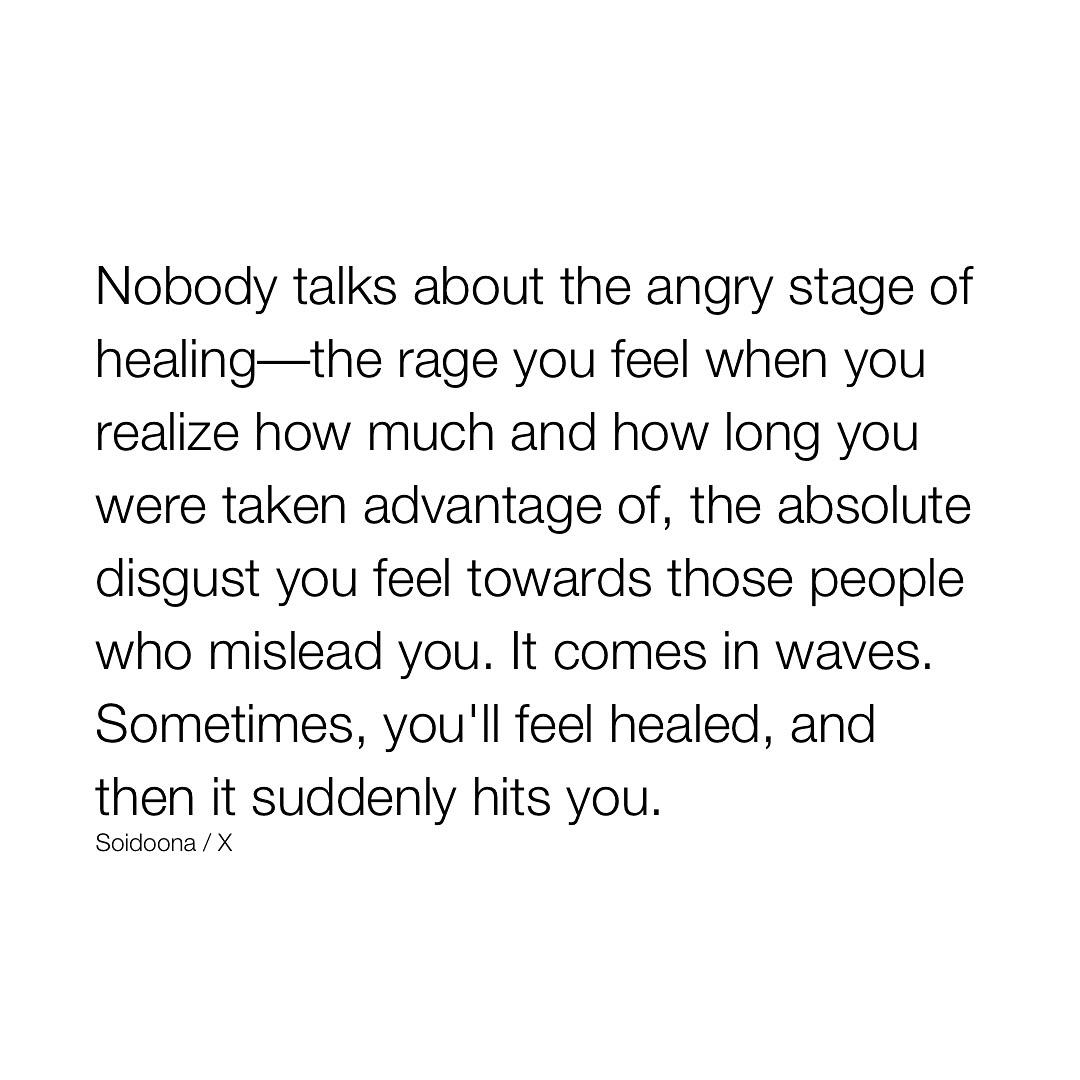 Nobody talks about the angry stage of
healing—the rage you feel when you
realize how much and how long you
were taken advantage of, the absolute
disgust you feel towards those people
who mislead you. It comes in waves.
Sometimes, you'll feel healed, and
then it suddenly hits you.
Soidoona / X